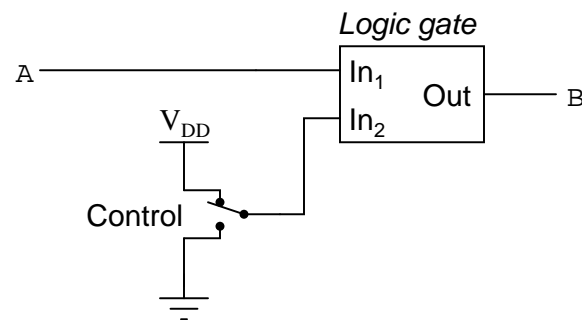 Logic gate
A
In1
Out
B
In2
VDD
Control